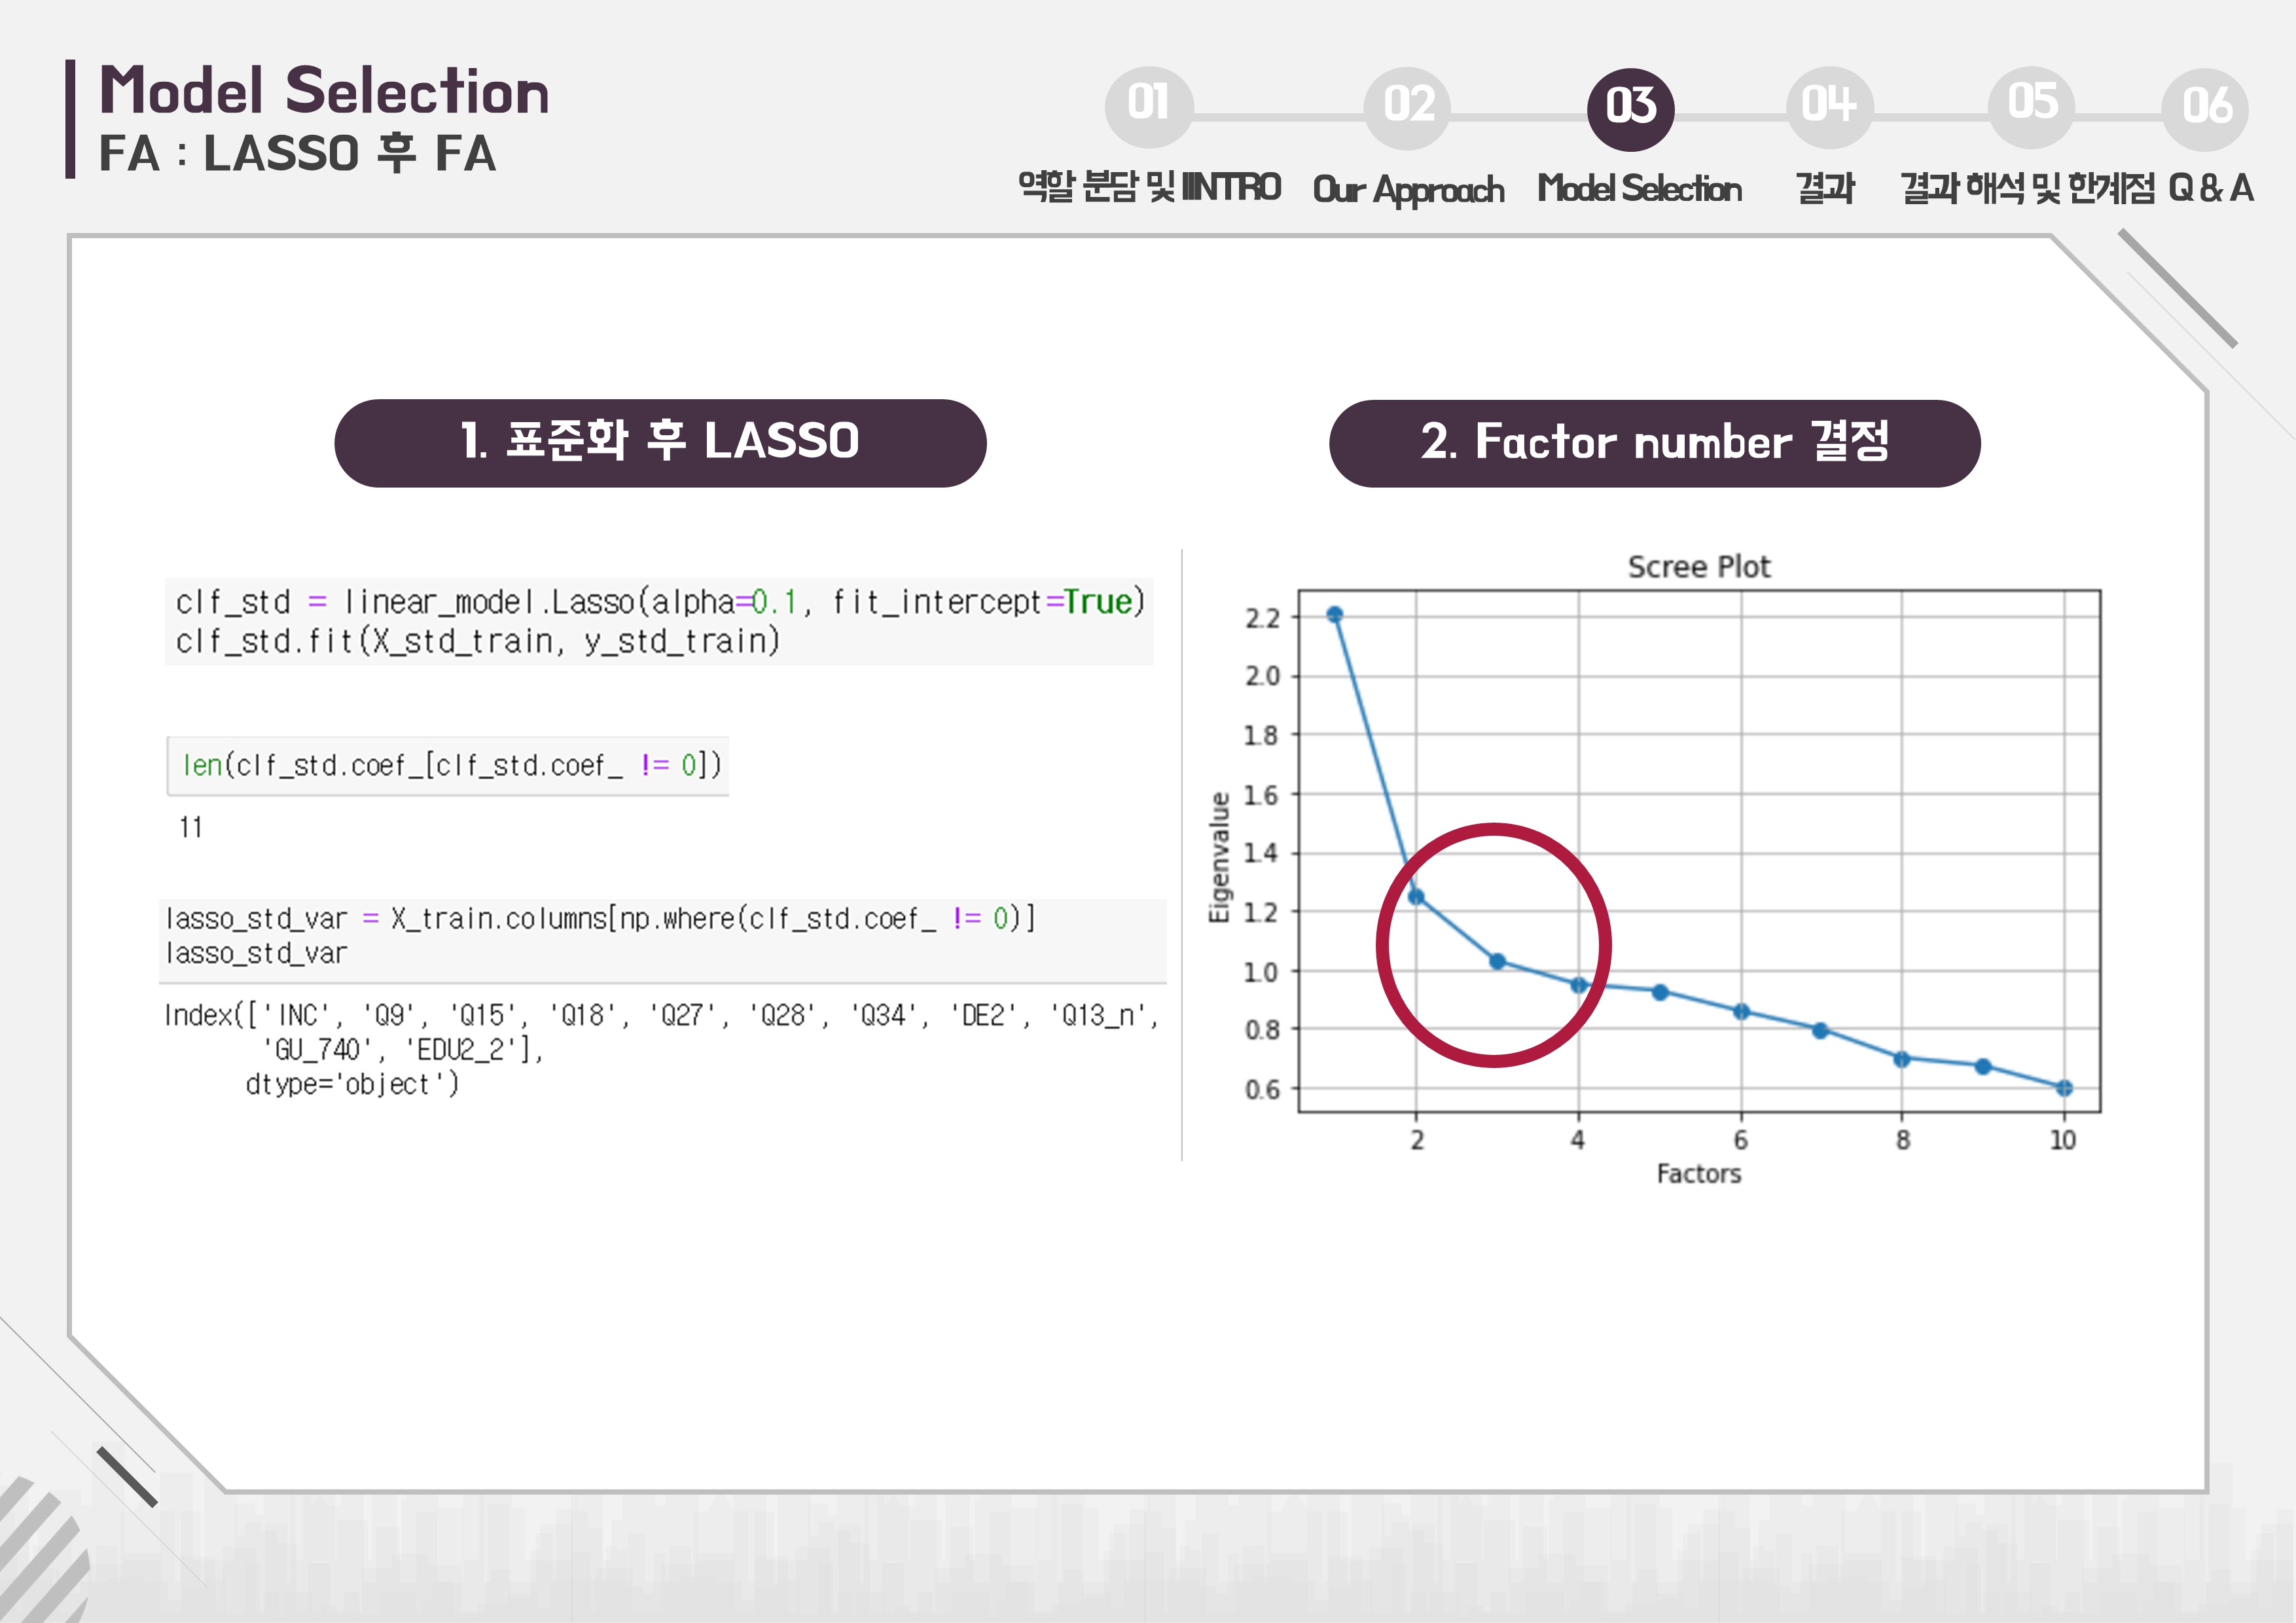 Model Selection
FA : LASSO 후 FA
01
02
03
04
05
06
역할 분담 및 IINTRO
Our Approach
Model Selection
결과
결과 해석 및 한계점
Q & A
1. 표준화 후 LASSO
clf_std = linear_model.Lasso(alpha=0.1, fit_intercept=True)
clf_std.fit(X_std_train, y_std_train)
len(clf_std.coef_[clf_std.coef_ != 0])
11
lasso_std_var = X_train.columns[np.where(clf_std.coef_ != 0)]
lasso_std_var
Index(['INC', 'Q9', 'Q15', 'Q18', 'Q27', 'Q28', 'Q34', 'DE2', 'Q13_n',
'GU_740', 'EDU2_2'],
dtype='object')
2. Factor number 결정
Scree Plot
Eigenvalue
2.2
2.0
1.8
1.6
1.4
1.2
1.0
0.8
0.6
2 4 6 8 10
Factors